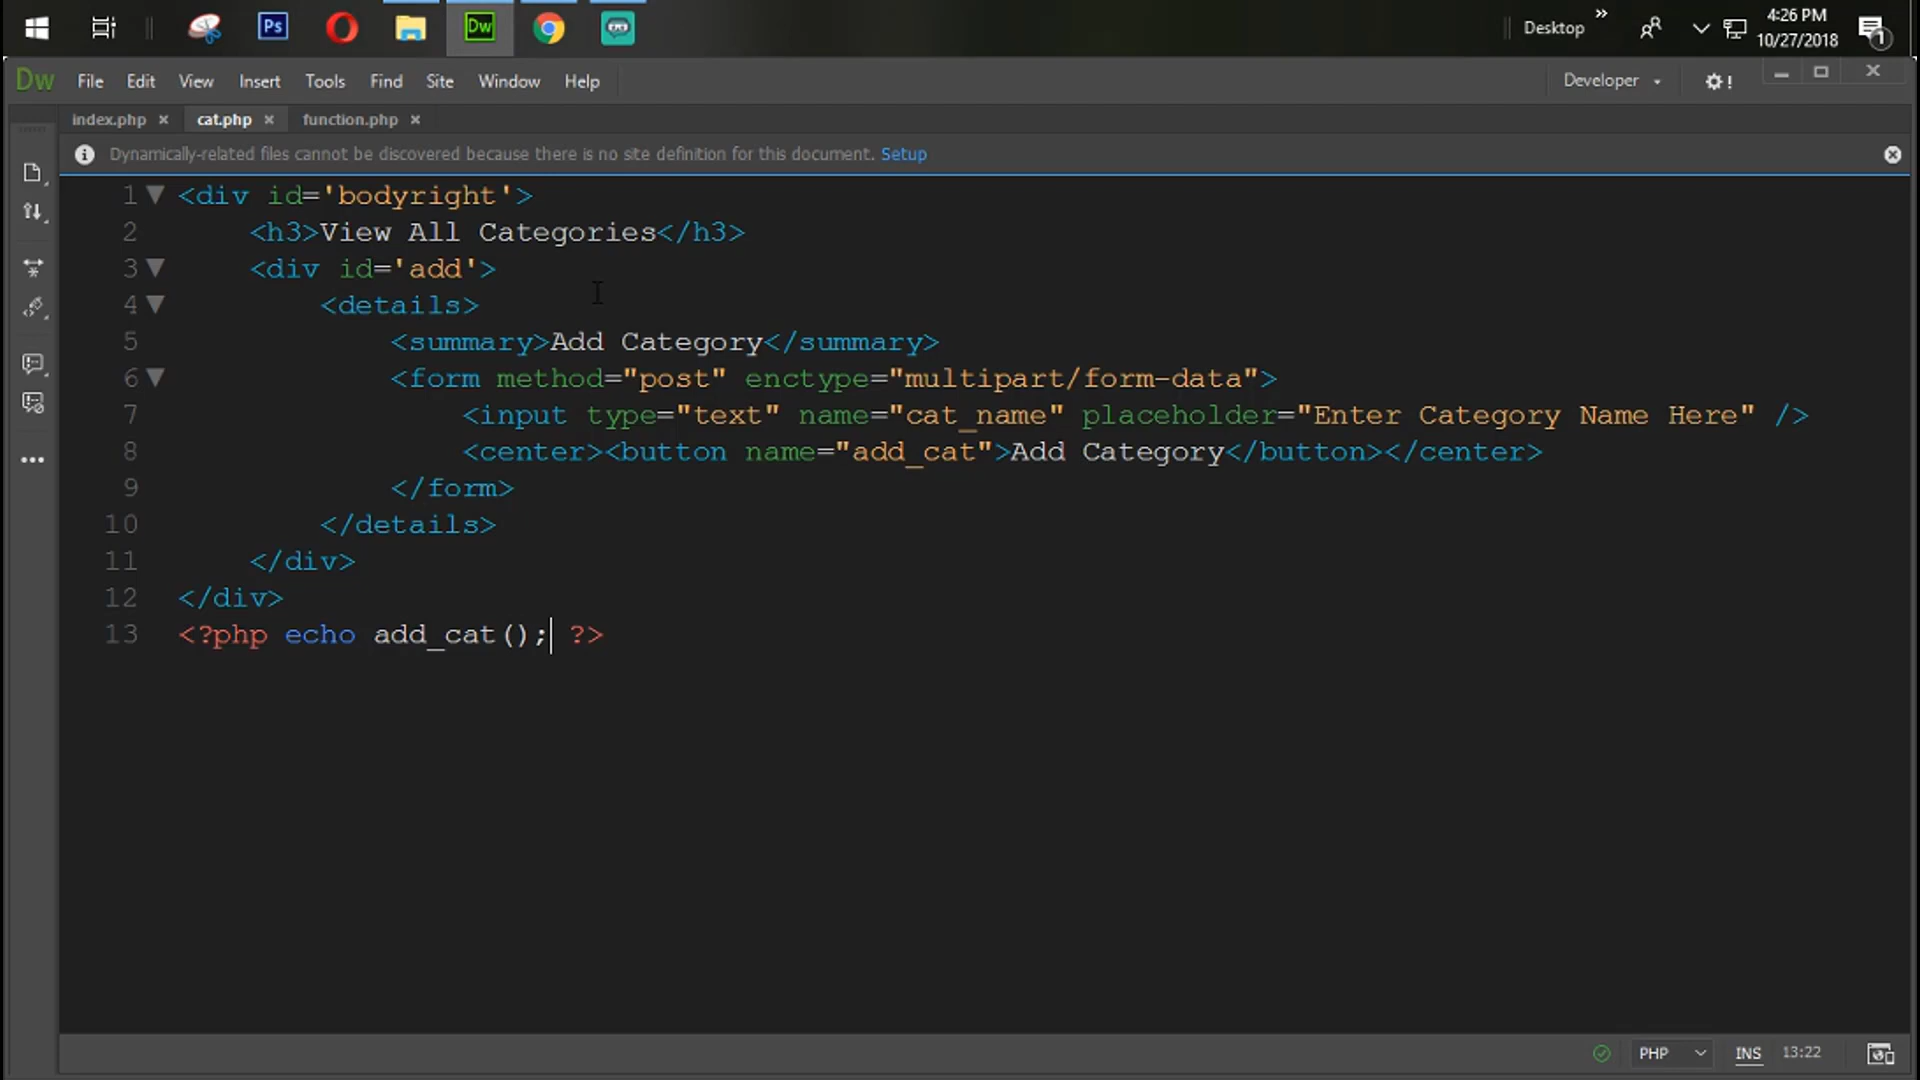 Ps
Dw
Desktop
»
4:26 PM
10/27/2018
1
Dw File Edit View Insert Tools Find Site Window Help
Developer
!
index.php × cat.php × function.php ×
Dynamically-related files cannot be discovered because there is no site definition for this document. Setup
1 <div id='bodyright'>
2 <h3>View All Categories</h3>
3 <div id='add'>
4 <details>
5 <summary>Add Category</summary>
6 <form method="post" enctype="multipart/form-data">
7 <input type="text" name="cat_name" placeholder="Enter Category Name Here" />
8 <center><button name="add_cat">Add Category</button></center>
9 </form>
10 </details>
11 </div>
12 </div>
13 <?php echo add_cat(); ?>
PHP INS 13:22